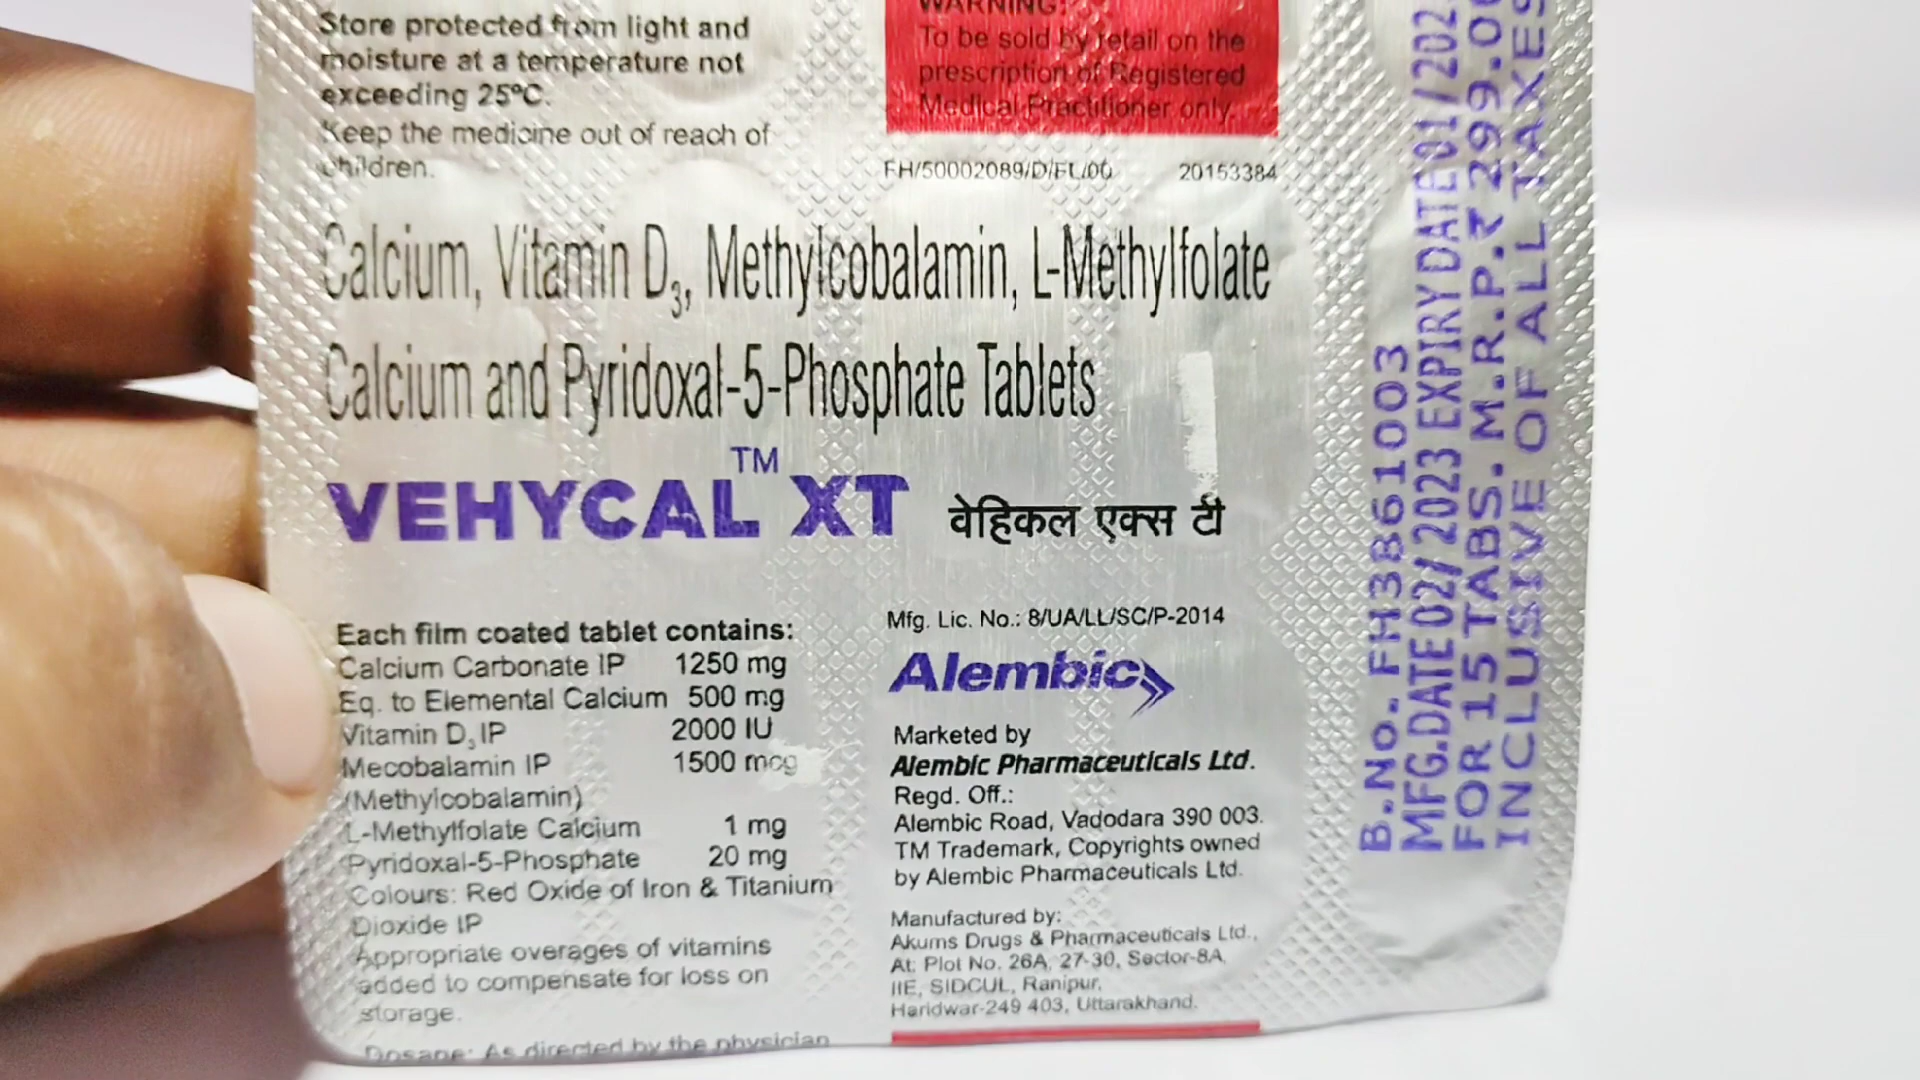 Store protected from light and
moisture at a temperature not
exceeding 25°C.
Keep the medicine out of reach of
children.
WARNING:
To be sold by retail on the
prescription of Registered
Medical Practitioner only.
FH/50002089/D/FL/00 20153384
Calcium, Vitamin D₃, Methylcobalamin, L-Methylfolate
Calcium and Pyridoxal-5-Phosphate Tablets
VEHYCAL™ XT वेहिकल एक्स टी
Each film coated tablet contains:
Calcium Carbonate IP 1250 mg
Eq. to Elemental Calcium 500 mg
Vitamin D₃ IP 2000 IU
Mecobalamin IP 1500 mcg
(Methylcobalamin)
L-Methylfolate Calcium 1 mg
Pyridoxal-5-Phosphate 20 mg
Colours: Red Oxide of Iron & Titanium
Dioxide IP
Appropriate overages of vitamins
added to compensate for loss on
storage.
Dosage: As directed by the physician
Mfg. Lic. No.: 8/UA/LL/SC/P-2014
Alembic
Marketed by
Alembic Pharmaceuticals Ltd.
Regd. Off.:
Alembic Road, Vadodara 390 003.
TM Trademark, Copyrights owned
by Alembic Pharmaceuticals Ltd.
Manufactured by:
Akums Drugs & Pharmaceuticals Ltd.,
At: Plot No. 26A, 27-30, Sector-8A,
IIE, SIDCUL, Ranipur,
Haridwar-249 403, Uttarakhand.
B.No. FH3B61003
MFG.DATE 02/2023 EXPIRY DATE 01/202
FOR 15 TABS. M.R.P.₹ 299.00
INCLUSIVE OF ALL TAXES